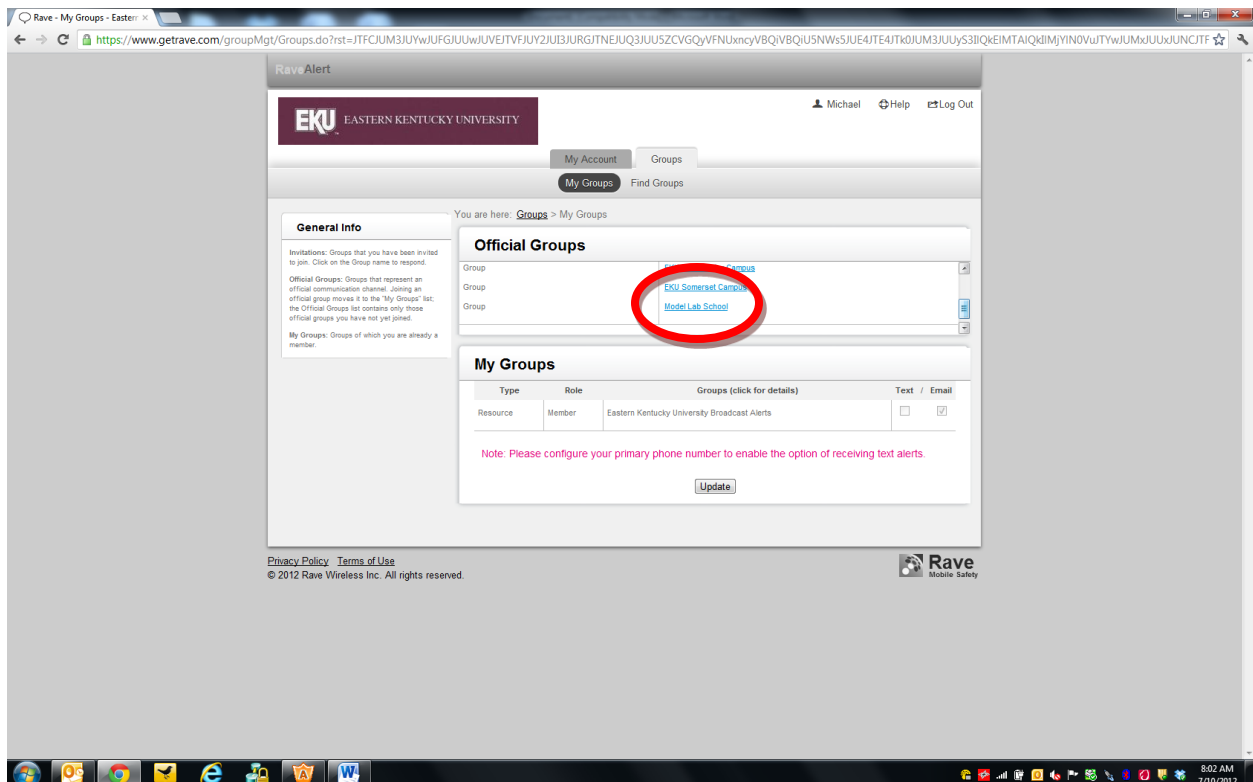 Rave - My Groups - Eastern
https://www.getrave.com/groupMgt/Groups.do?rst=
RaveAlert
EKU EASTERN KENTUCKY UNIVERSITY
Michael Help Log Out
My Account Groups
My Groups Find Groups
You are here: Groups > My Groups
General Info
Invitations: Groups that you have been invited
to join. Click on the Group name to respond.
Official Groups: Groups that represent an
official communication channel. Joining an
official group moves it to the "My Groups" list;
the Official Groups list contains only those
official groups you have not yet joined.
My Groups: Groups of which you are already a
member.
Official Groups
Group Campus
Group EKU Somerset Campus
Group Model Lab School
My Groups
Type Role Groups (click for details) Text / Email
Resource Member Eastern Kentucky University Broadcast Alerts
Note: Please configure your primary phone number to enable the option of receiving text alerts.
Update
Privacy Policy Terms of Use
© 2012 Rave Wireless Inc. All rights reserved.
Rave
Mobile Safety
8:02 AM
7/10/2012